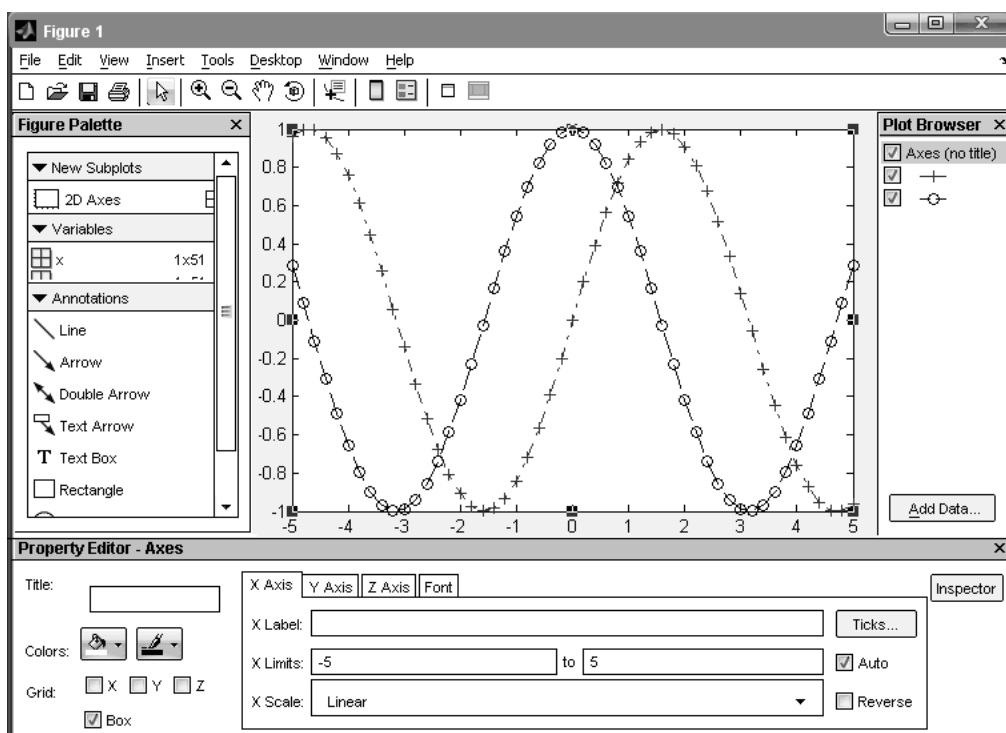 Figure 1
File Edit View Insert Tools Desktop Window Help
Figure Palette
New Subplots
2D Axes
Variables
x 1x51
Annotations
Line
Arrow
Double Arrow
Text Arrow
T Text Box
Rectangle
1
0.8
0.6
0.4
0.2
0
-0.2
-0.4
-0.6
-0.8
-1
-5 -4 -3 -2 -1 0 1 2 3 4 5
Plot Browser
Axes (no title)
Add Data...
Property Editor - Axes
Title:
Colors:
Grid: X Y Z
Box
X Axis Y Axis Z Axis Font
Inspector
X Label:
Ticks...
X Limits: -5 to 5
Auto
X Scale: Linear
Reverse